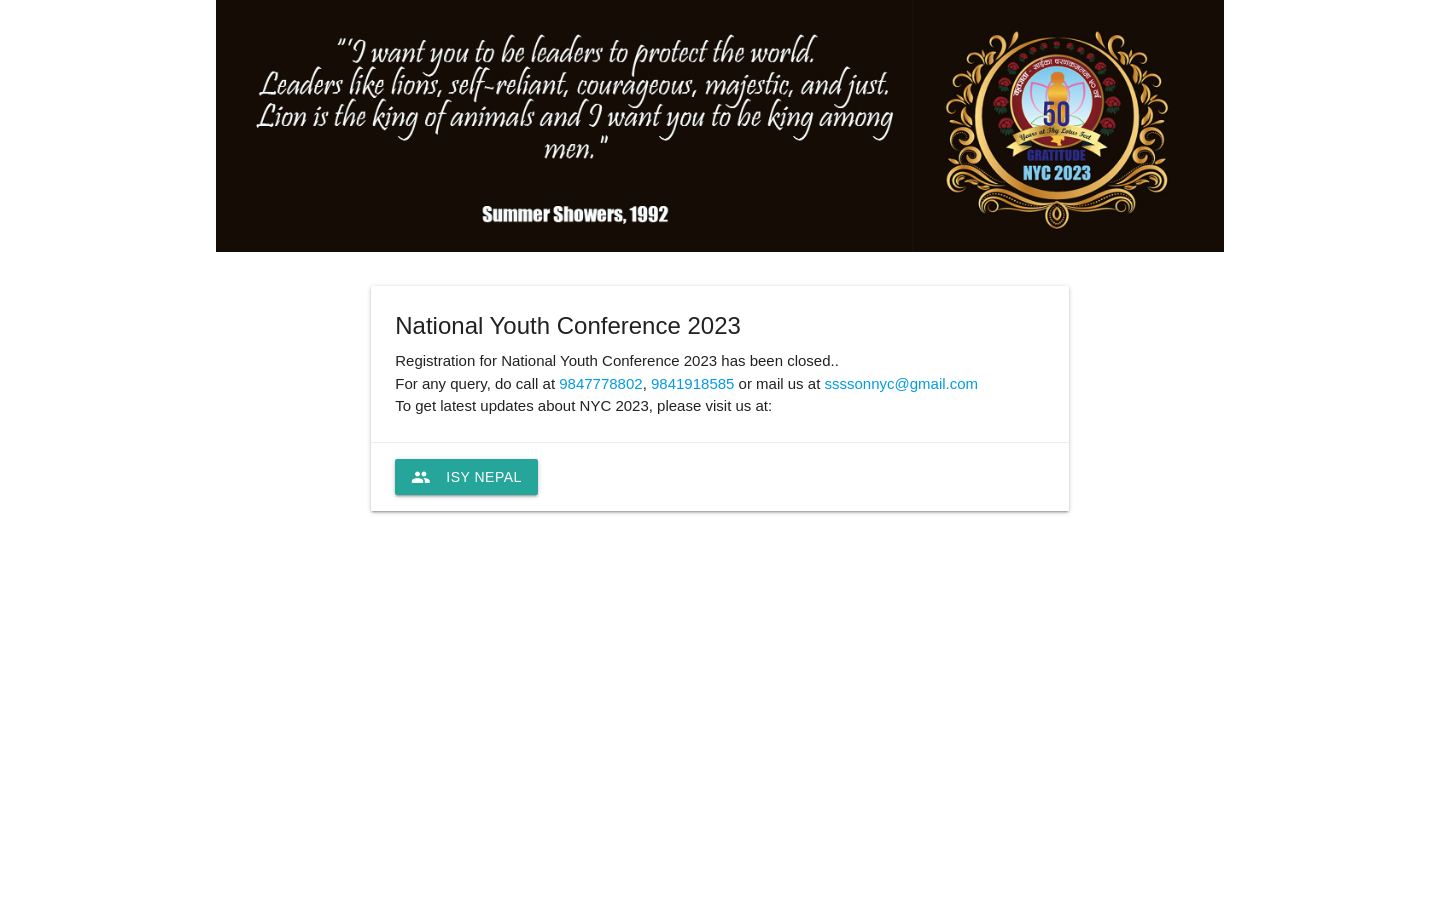 "'I want you to be leaders to protect the world.
Leaders like lions, self-reliant, courageous, majestic, and just.
Lion is the king of animals and I want you to be king among
men."
Summer Showers, 1992
50
Years at Thy Lotus Feet
GRATITUDE
NYC 2023
National Youth Conference 2023
Registration for National Youth Conference 2023 has been closed..
For any query, do call at 9847778802, 9841918585 or mail us at ssssonnyc@gmail.com
To get latest updates about NYC 2023, please visit us at:
ISY NEPAL